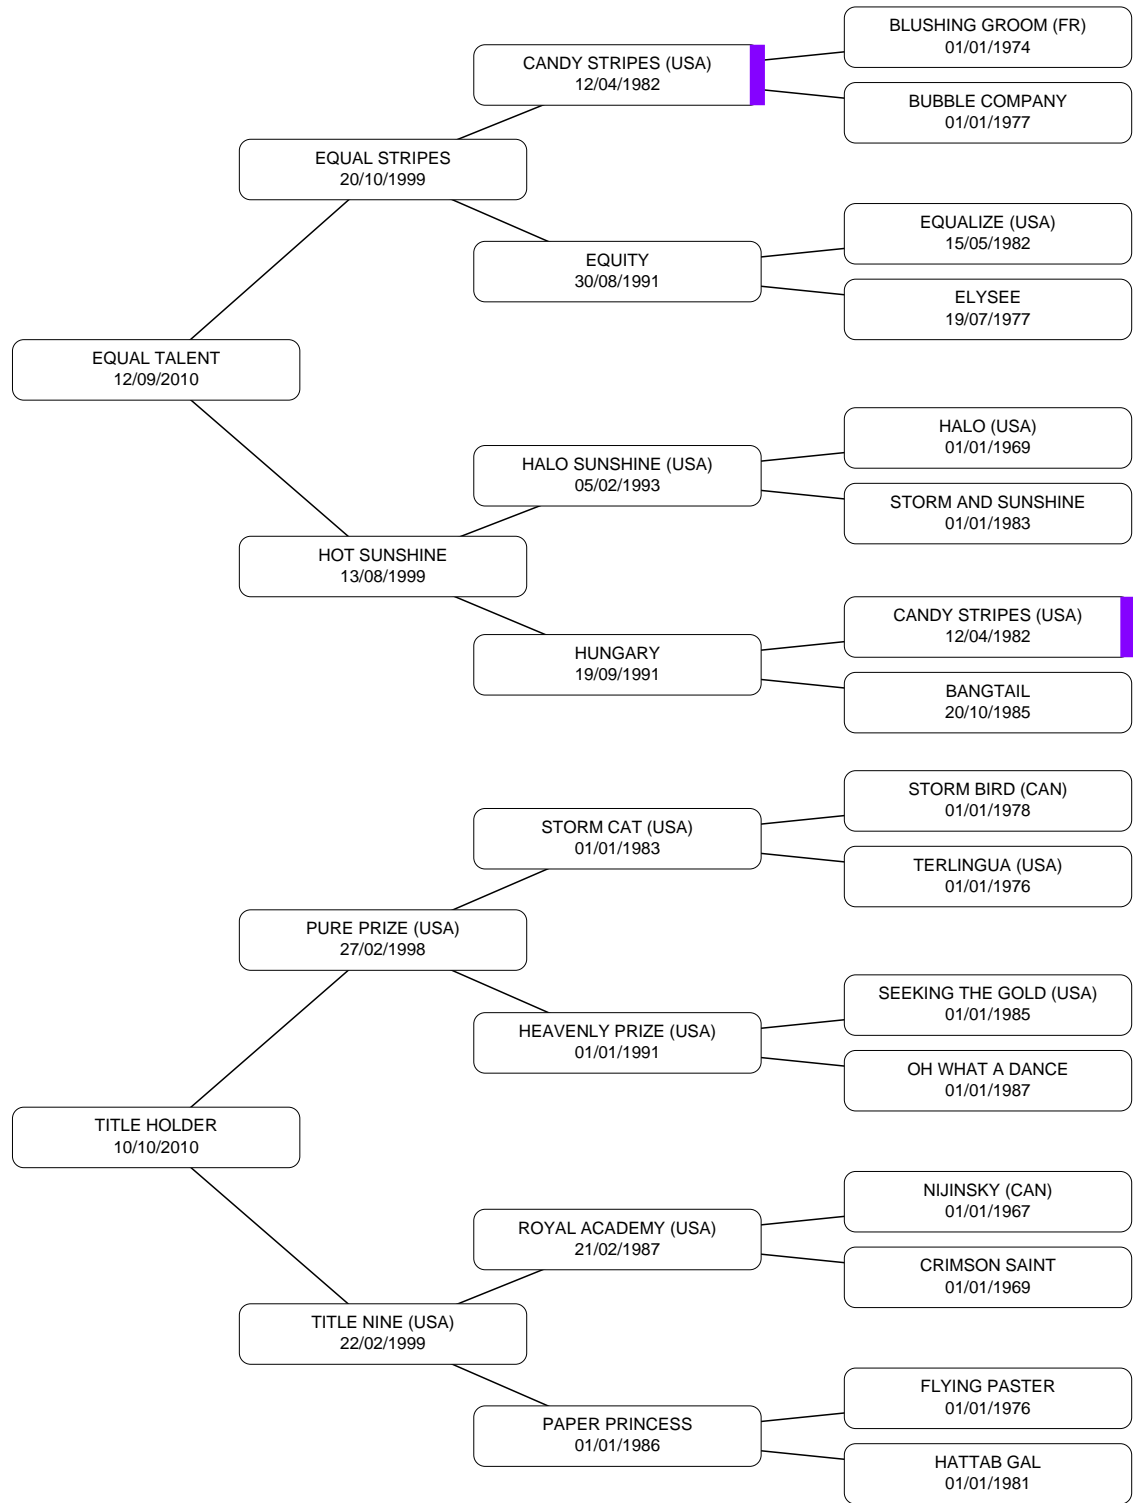 BLUSHING GROOM (FR)
01/01/1974
CANDY STRIPES (USA)
12/04/1982
BUBBLE COMPANY
01/01/1977
EQUAL STRIPES
20/10/1999
EQUALIZE (USA)
15/05/1982
EQUITY
30/08/1991
ELYSEE
19/07/1977
EQUAL TALENT
12/09/2010
HALO (USA)
01/01/1969
HALO SUNSHINE (USA)
05/02/1993
STORM AND SUNSHINE
01/01/1983
HOT SUNSHINE
13/08/1999
CANDY STRIPES (USA)
12/04/1982
HUNGARY
19/09/1991
BANGTAIL
20/10/1985
STORM BIRD (CAN)
01/01/1978
STORM CAT (USA)
01/01/1983
TERLINGUA (USA)
01/01/1976
PURE PRIZE (USA)
27/02/1998
SEEKING THE GOLD (USA)
01/01/1985
HEAVENLY PRIZE (USA)
01/01/1991
OH WHAT A DANCE
01/01/1987
TITLE HOLDER
10/10/2010
NIJINSKY (CAN)
01/01/1967
ROYAL ACADEMY (USA)
21/02/1987
CRIMSON SAINT
01/01/1969
TITLE NINE (USA)
22/02/1999
FLYING PASTER
01/01/1976
PAPER PRINCESS
01/01/1986
HATTAB GAL
01/01/1981